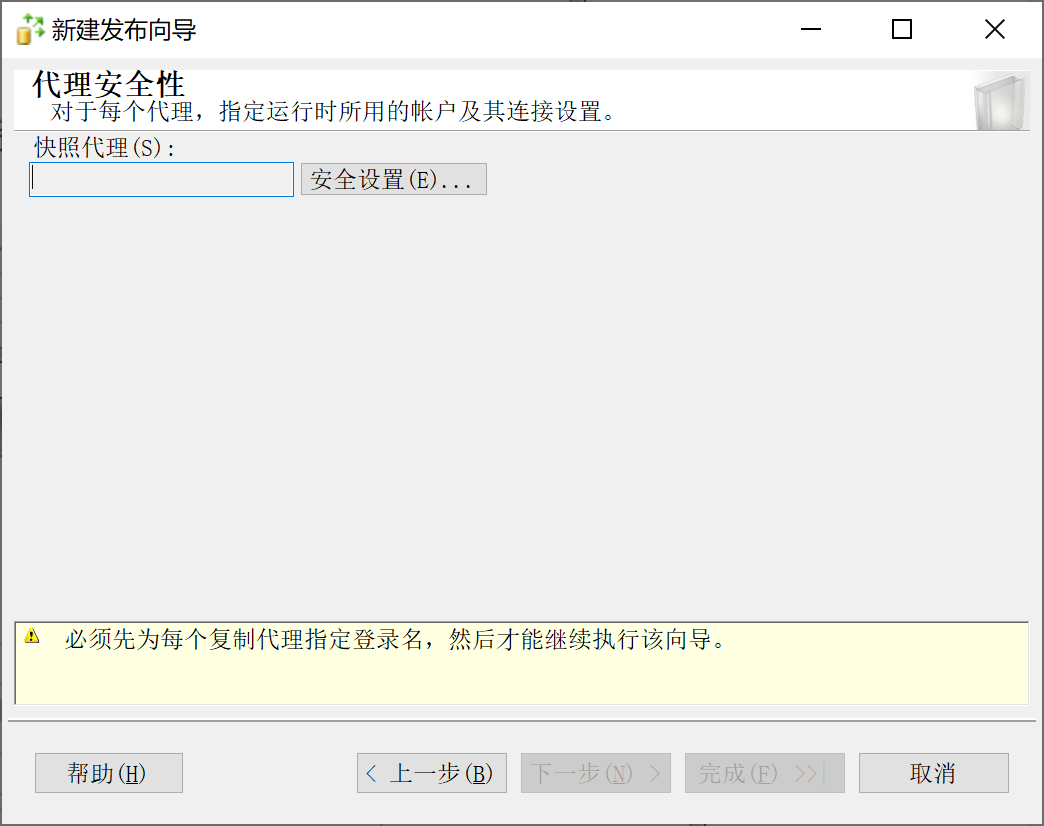 新建发布向导
代理安全性
对于每个代理，指定运行时所用的帐户及其连接设置。
快照代理(S):
安全设置(E)...
必须先为每个复制代理指定登录名，然后才能继续执行该向导。
帮助(H)
< 上一步(B)
下一步(N) >
完成(F) >>|
取消